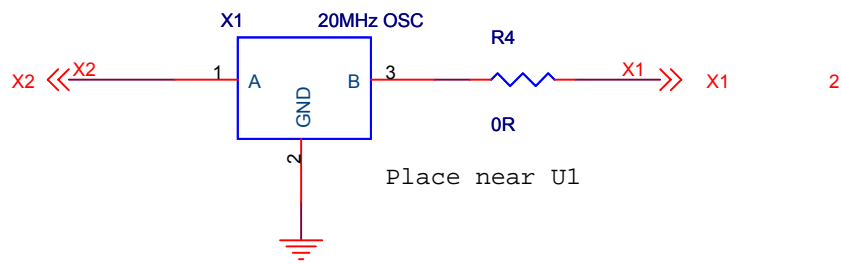 X1 20MHz OSC
R4
X2 X2 1 A B 3 X1 X1 2
GND
0R
2
Place near U1